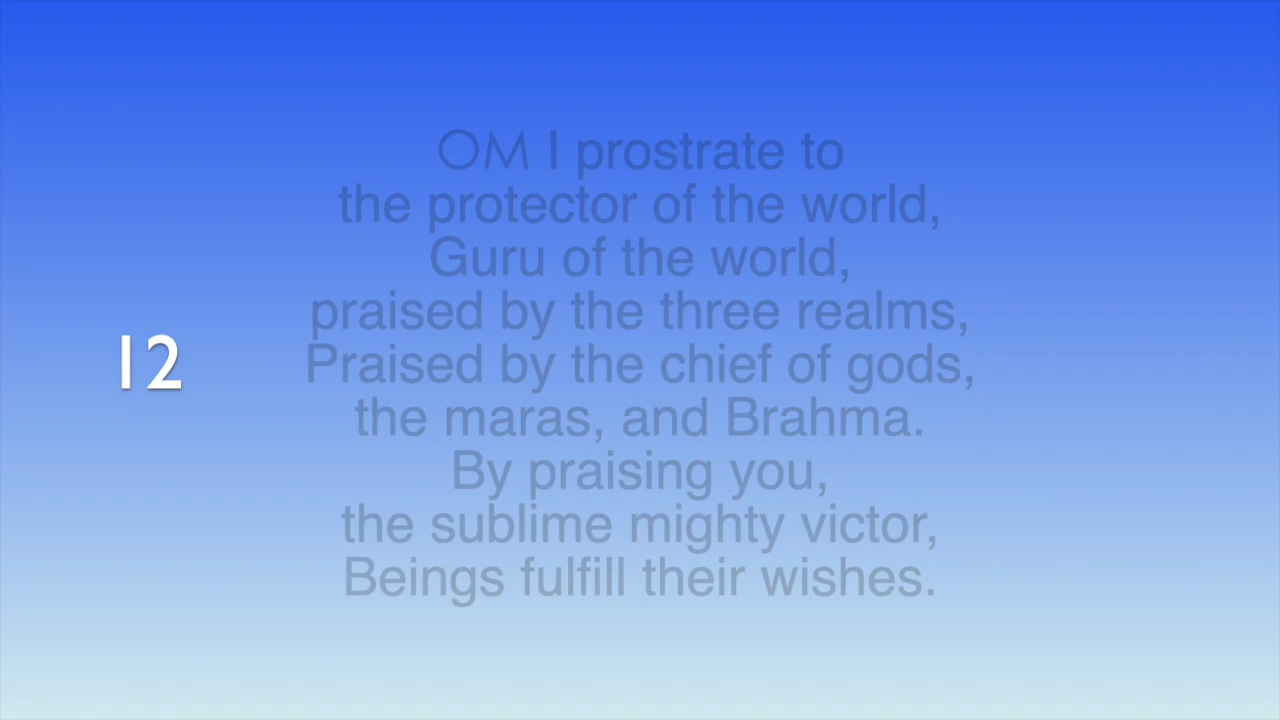 OM I prostrate to
the protector of the world,
Guru of the world,
praised by the three realms,
12
Praised by the chief of gods,
the maras, and Brahma.
By praising you,
the sublime mighty victor,
Beings fulfill their wishes.